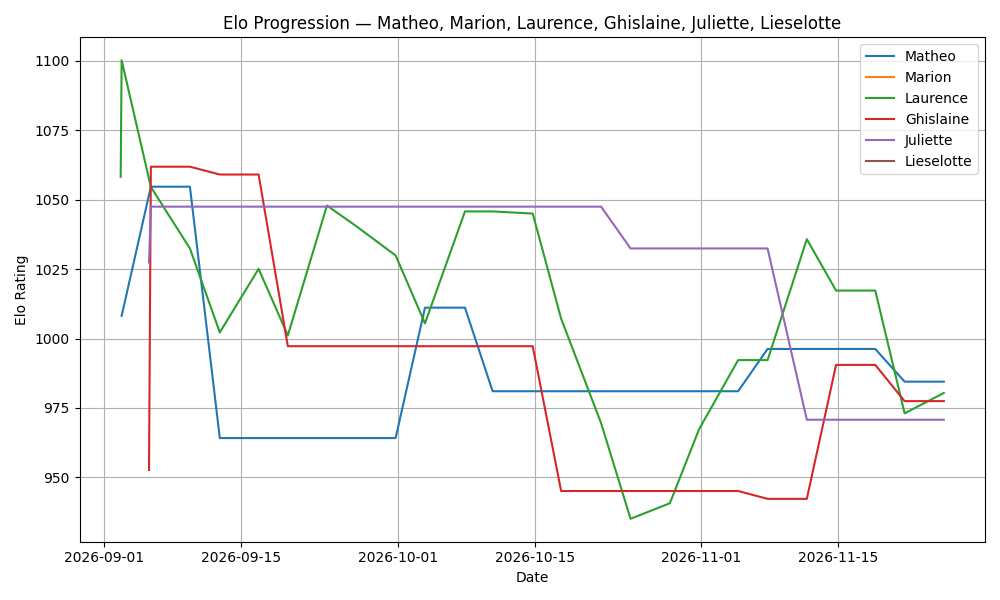 Elo Progression — Matheo, Marion, Laurence, Ghislaine, Juliette, Lieselotte
Elo Rating
1100
1075
1050
1025
1000
975
950
Matheo
Marion
Laurence
Ghislaine
Juliette
Lieselotte
2026-09-01 2026-09-15 2026-10-01 2026-10-15 2026-11-01 2026-11-15
Date